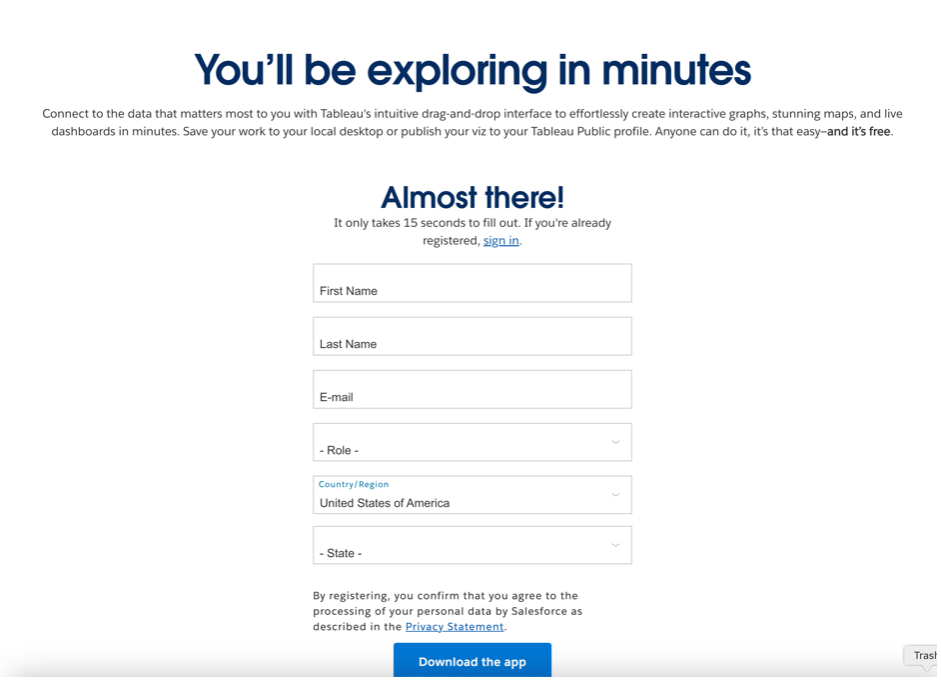 You’ll be exploring in minutes
Connect to the data that matters most to you with Tableau's intuitive drag-and-drop interface to effortlessly create interactive graphs, stunning maps, and live
dashboards in minutes. Save your work to your local desktop or publish your viz to your Tableau Public profile. Anyone can do it, it's that easy–and it's free.
Almost there!
It only takes 15 seconds to fill out. If you're already
registered, sign in.
First Name
Last Name
E-mail
- Role -
Country/Region
United States of America
- State -
By registering, you confirm that you agree to the
processing of your personal data by Salesforce as
described in the Privacy Statement.
Download the app
Trash